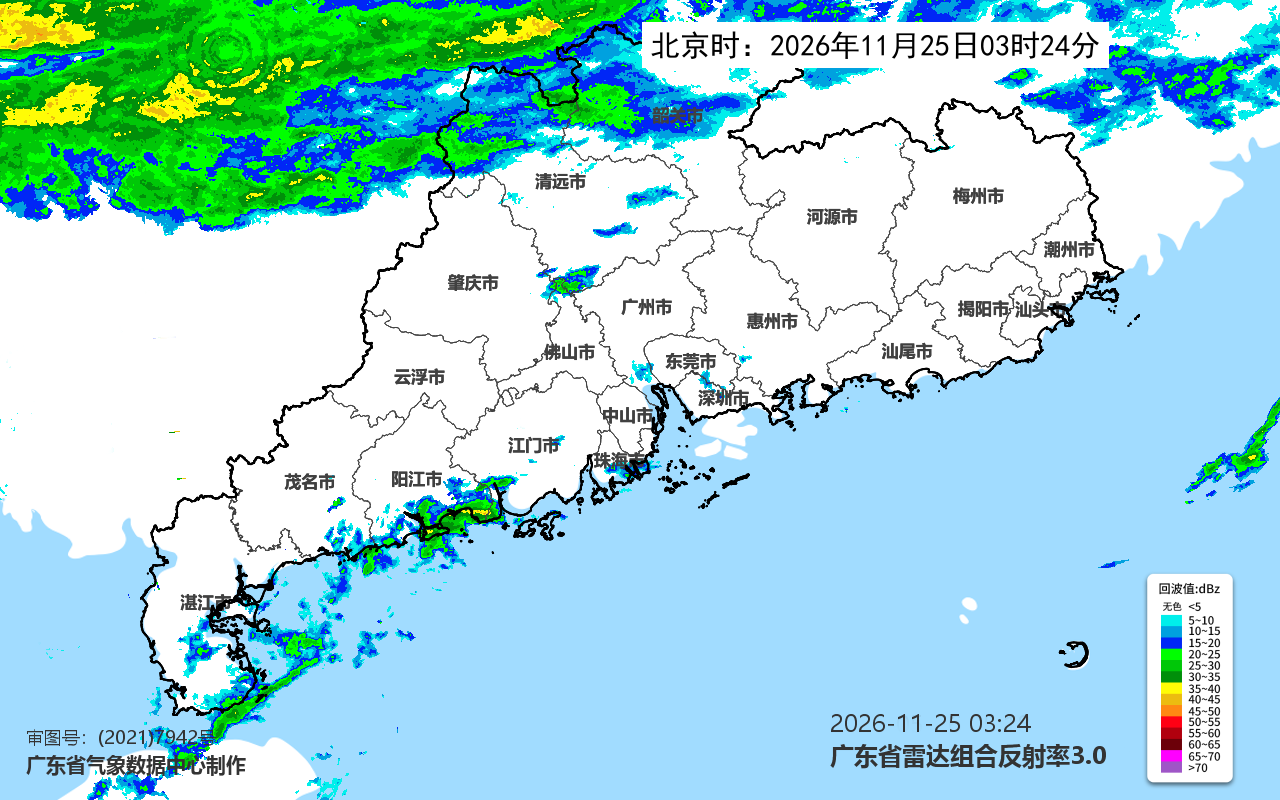 北京时：2026年11月25日03时24分
韶关市
清远市
梅州市
河源市
潮州市
肇庆市
广州市
揭阳市
汕头市
惠州市
佛山市
东莞市
汕尾市
云浮市
深圳市
中山市
江门市
珠海市
阳江市
茂名市
湛江市
回波值:dBz
无色 <5
5~10
10~15
15~20
20~25
25~30
30~35
35~40
40~45
45~50
50~55
55~60
60~65
65~70
>70
2026-11-25 03:24
广东省雷达组合反射率3.0
审图号：(2021)7942号
广东省气象数据中心制作